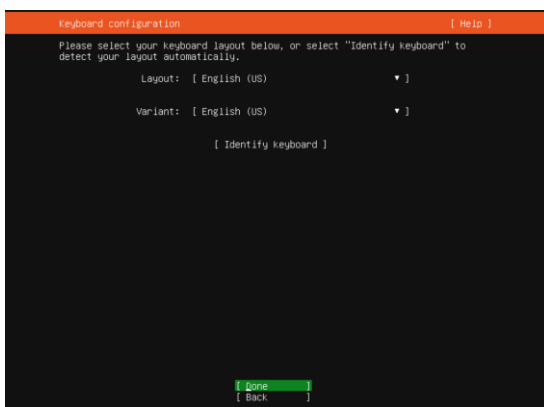 Keyboard configuration [ Help ]
Please select your keyboard layout below, or select "Identify keyboard" to
detect your layout automatically.
Layout: [ English (US) ▾ ]
Variant: [ English (US) ▾ ]
[ Identify keyboard ]
[ Done ]
[ Back ]